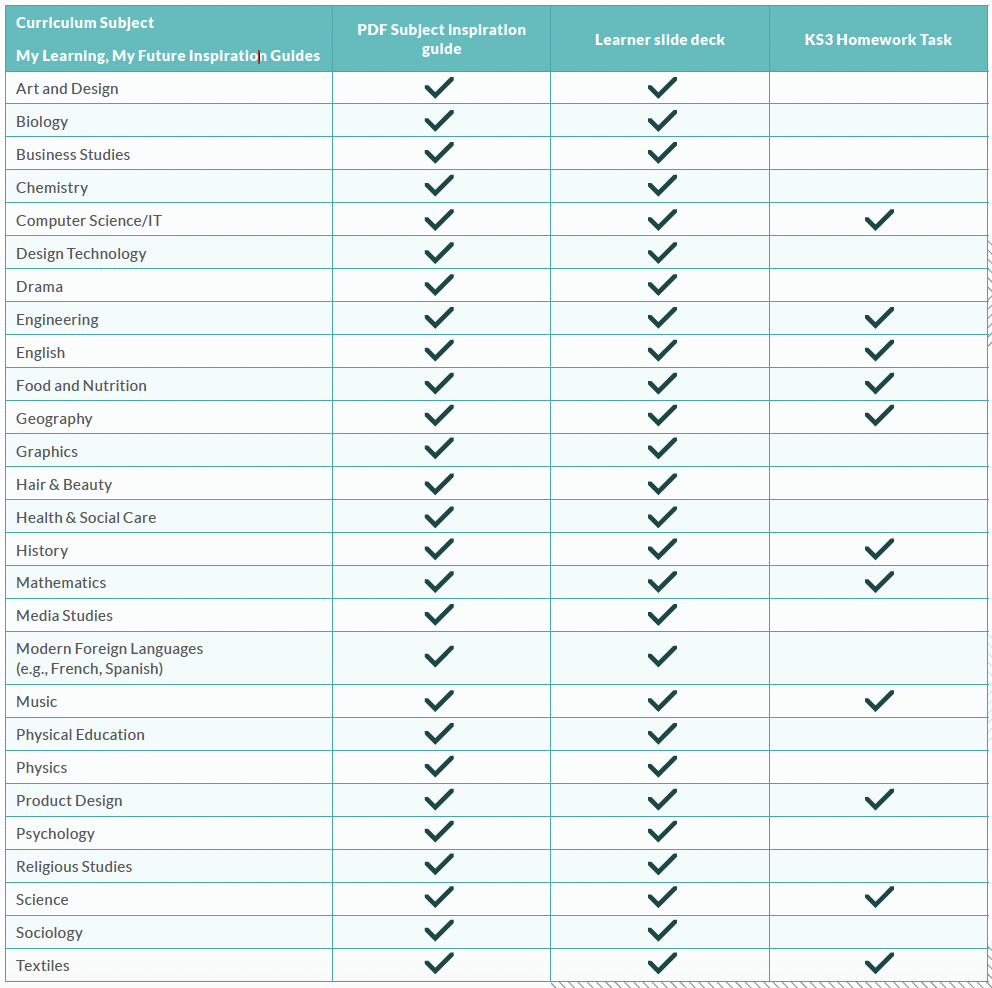 Curriculum Subject
My Learning, My Future Inspiration Guides
PDF Subject inspiration
guide
Learner slide deck
KS3 Homework Task
Art and Design
Biology
Business Studies
Chemistry
Computer Science/IT
Design Technology
Drama
Engineering
English
Food and Nutrition
Geography
Graphics
Hair & Beauty
Health & Social Care
History
Mathematics
Media Studies
Modern Foreign Languages
(e.g., French, Spanish)
Music
Physical Education
Physics
Product Design
Psychology
Religious Studies
Science
Sociology
Textiles